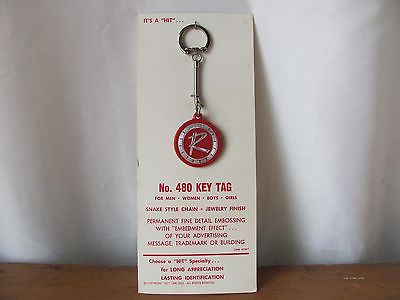 IT'S A "HIT"...
R
No. 480 KEY TAG
FOR MEN · WOMEN · BOYS · GIRLS
SNAKE STYLE CHAIN · JEWELRY FINISH
PERMANENT FINE DETAIL EMBOSSING
WITH "EMBEDMENT EFFECT"...
OF YOUR ADVERTISING
MESSAGE, TRADEMARK OR BUILDING
Choose a "HIT" Specialty...
for LONG APPRECIATION
LASTING IDENTIFICATION